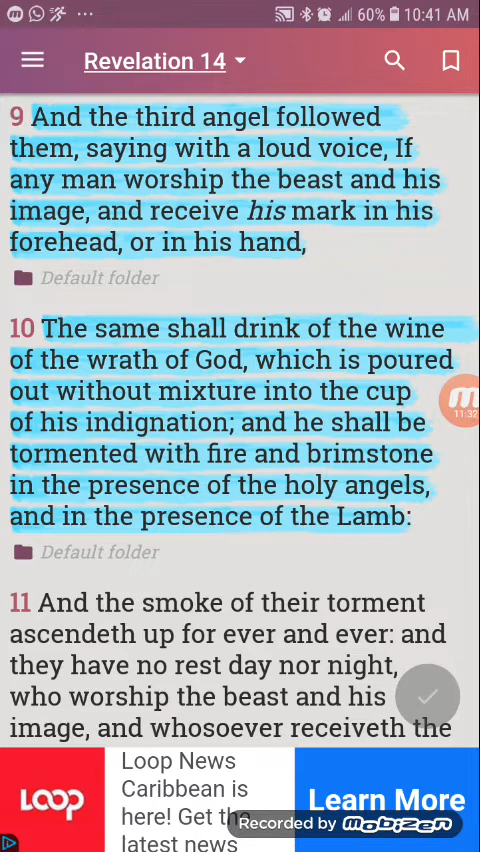 60% 10:41 AM
Revelation 14
9 And the third angel followed
them, saying with a loud voice, If
any man worship the beast and his
image, and receive his mark in his
forehead, or in his hand,
Default folder
10 The same shall drink of the wine
of the wrath of God, which is poured
out without mixture into the cup
of his indignation; and he shall be
tormented with fire and brimstone
in the presence of the holy angels,
and in the presence of the Lamb:
Default folder
11:32
11 And the smoke of their torment
ascendeth up for ever and ever: and
they have no rest day nor night,
who worship the beast and his
image, and whosoever receiveth the
LOOP
Loop News
Caribbean is
here! Get the
latest news
Learn More
Recorded by mobizen